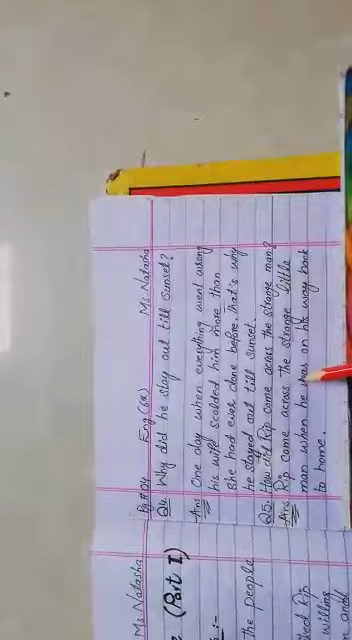 Pg#04 Eng (6x) Ms Natasha
Q4. Why did he stay out till sunset?
Ans One day when everything went wrong
his wife scolded him more than
she had ever done before that's why
he stayed out till sunset.
Q5. How did Rip come across the strange man?
Ans Rip came across the strange little
man when he was on his way back
to home.
Ms Natasha
(Part I)
the people
Rip
willing
and